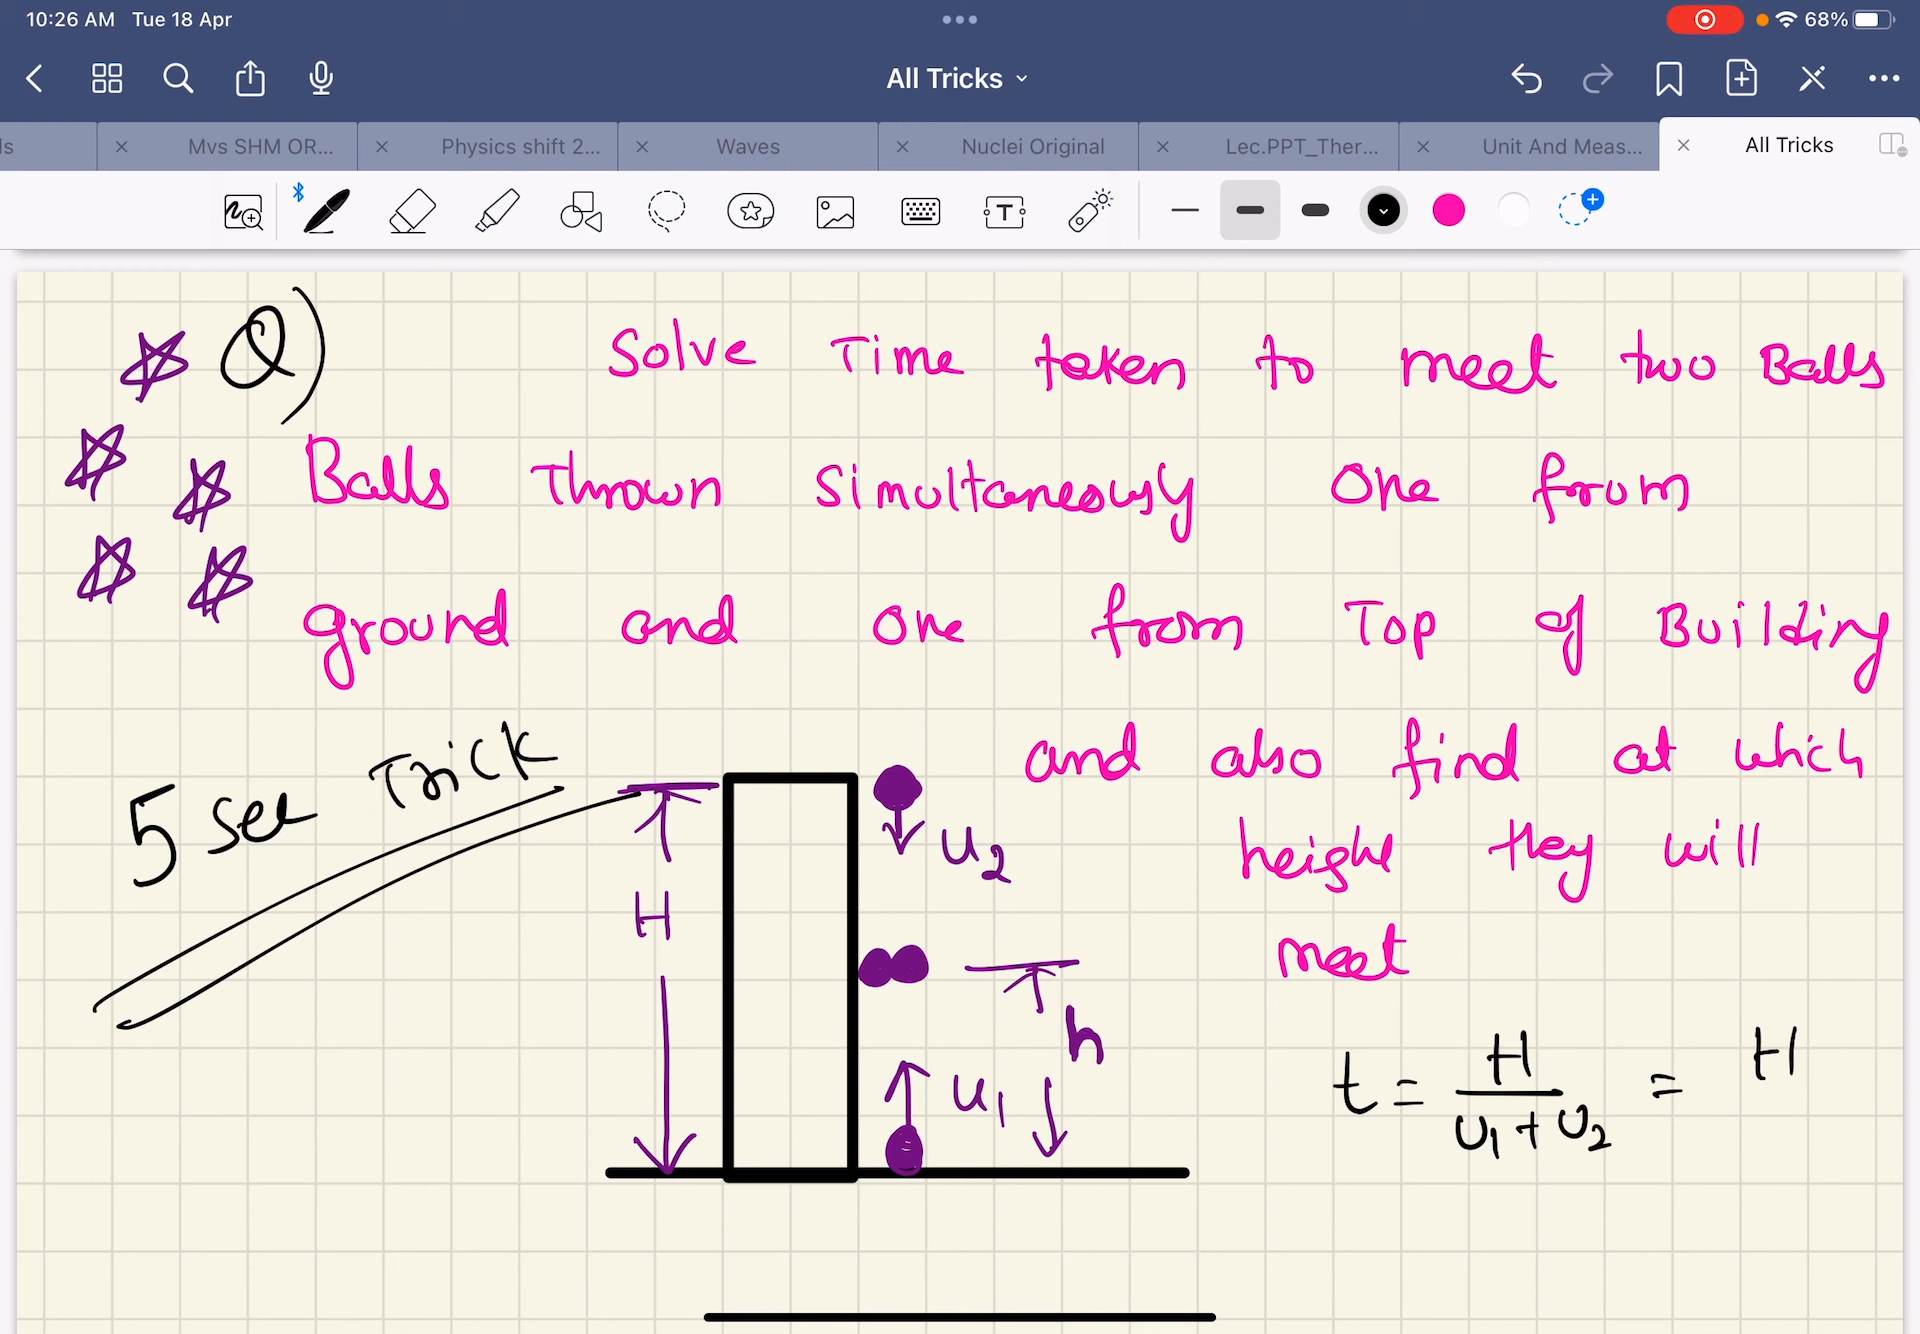 10:26 AM Tue 18 Apr
68%
All Tricks
ls
Mvs SHM OR...
Physics shift 2...
Waves
Nuclei Original
Lec.PPT_Ther...
Unit And Meas...
All Tricks
Q) Solve Time taken to meet two Balls
Balls Thrown Simultaneously One from
ground and one from Top of Building
and also find at which
height they will
meet
5 sec Trick
H
u2
h
u1
t = H / U1 + U2 = H